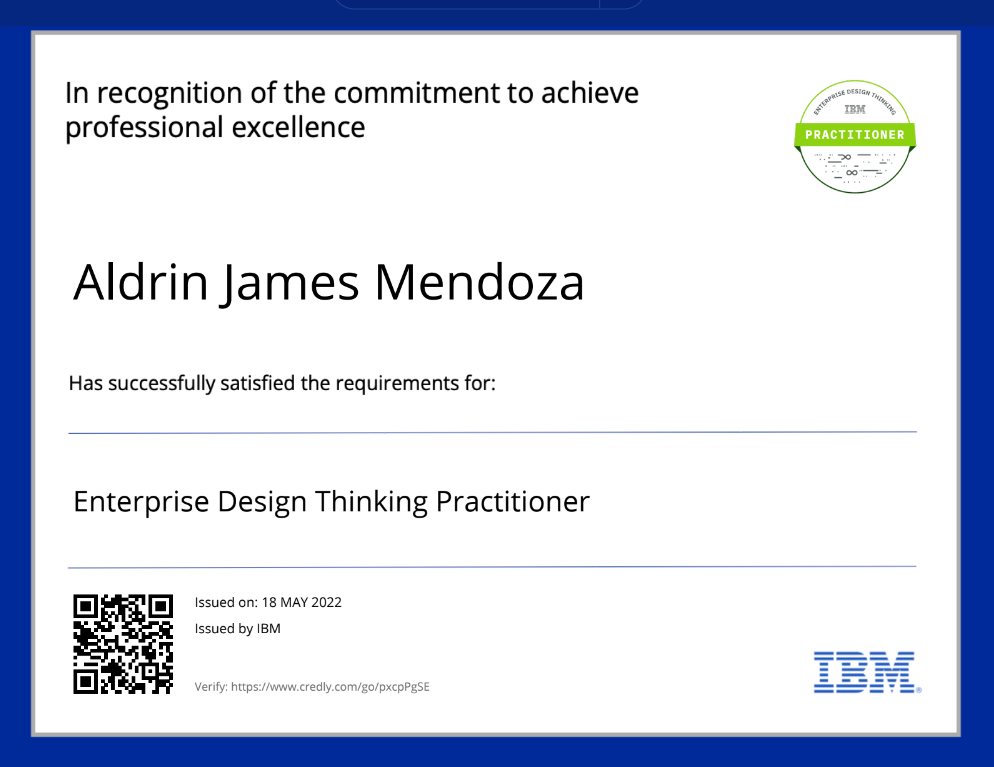 In recognition of the commitment to achieve
professional excellence
ENTERPRISE DESIGN THINKING
IBM
PRACTITIONER
Aldrin James Mendoza
Has successfully satisfied the requirements for:
Enterprise Design Thinking Practitioner
Issued on: 18 MAY 2022
Issued by IBM
Verify: https://www.credly.com/go/pxcpPgSE
IBM®